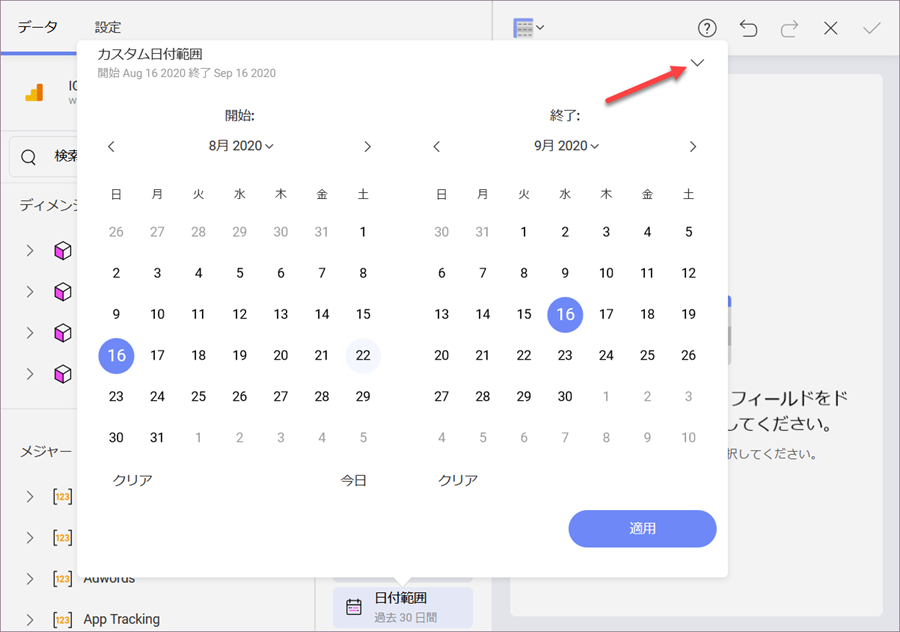 データ 設定
カスタム日付範囲
開始 Aug 16 2020 終了 Sep 16 2020
開始:
8月 2020
日 月 火 水 木 金 土
26 27 28 29 30 31 1
2 3 4 5 6 7 8
9 10 11 12 13 14 15
16 17 18 19 20 21 22
23 24 25 26 27 28 29
30 31 1 2 3 4 5
クリア 今日
終了:
9月 2020
日 月 火 水 木 金 土
30 31 1 2 3 4 5
6 7 8 9 10 11 12
13 14 15 16 17 18 19
20 21 22 23 24 25 26
27 28 29 30 1 2 3
4 5 6 7 8 9 10
クリア
適用
検索
ディメンシ
メジャー
[123]
[123]
[123] Adwords
[123] App Tracking
日付範囲
過去 30 日間
フィールドをド
してください。
択してください。